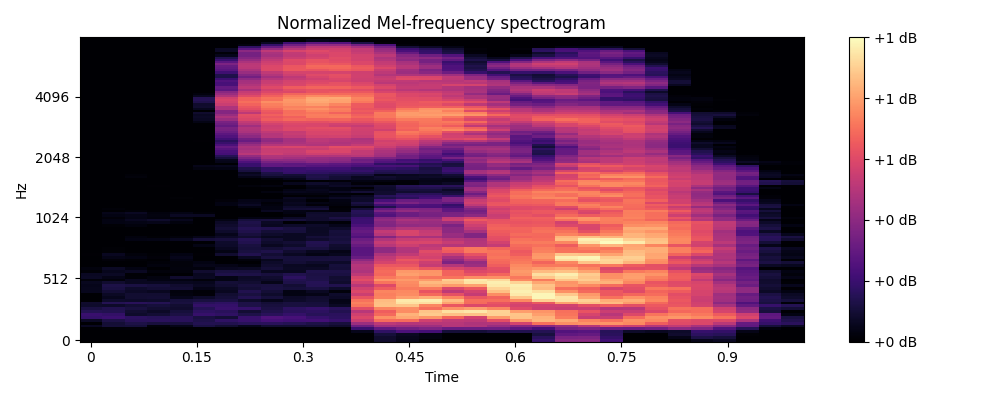 Normalized Mel-frequency spectrogram
Hz
4096
2048
1024
512
0
0 0.15 0.3 0.45 0.6 0.75 0.9
Time
+1 dB
+1 dB
+1 dB
+0 dB
+0 dB
+0 dB